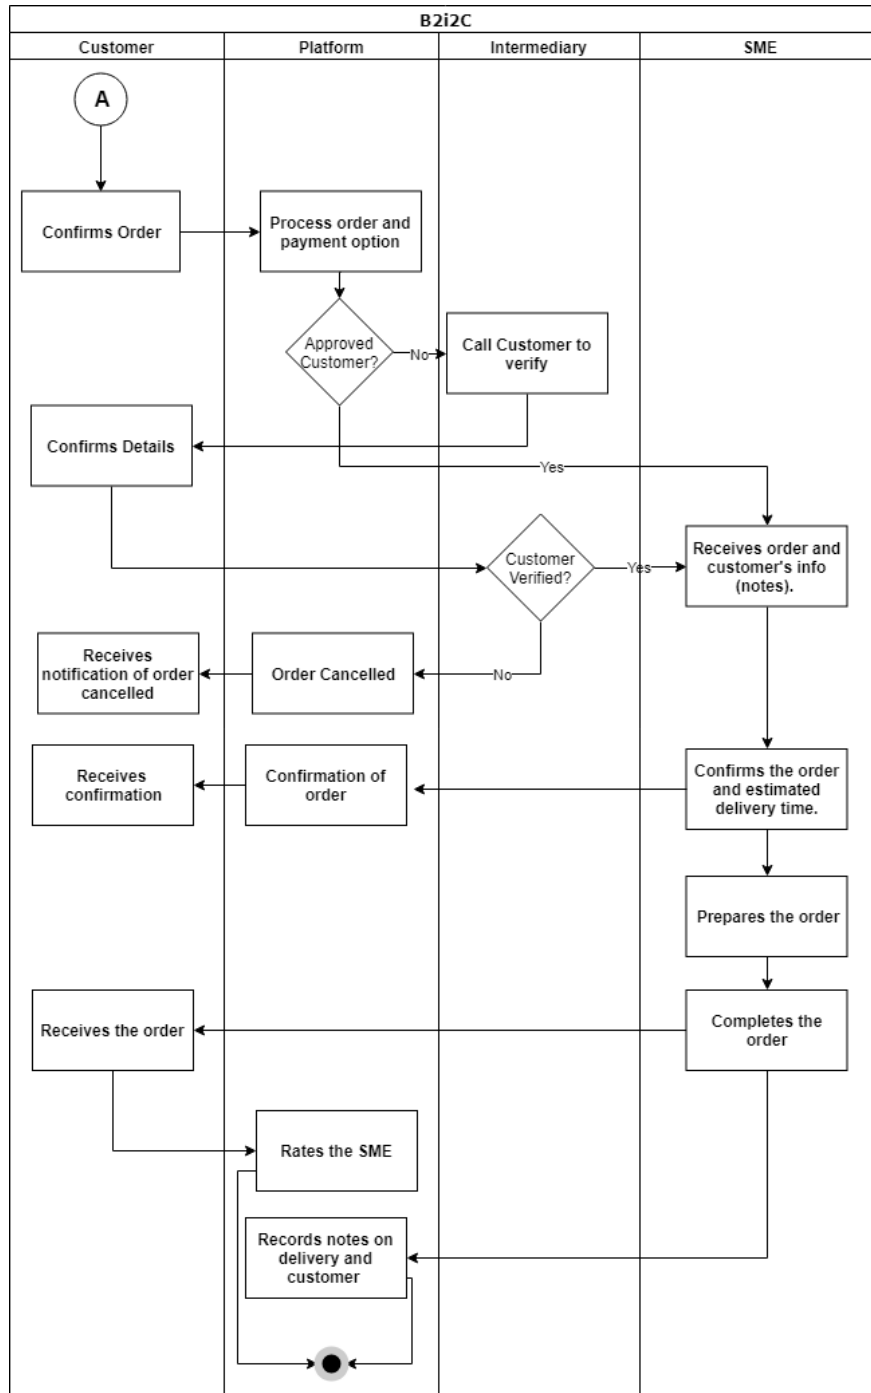 B2i2C
Customer
Platform
Intermediary
SME
A
Confirms Order
Process order and
payment option
Approved
Customer?
No
Call Customer to
verify
Confirms Details
Yes
Customer
Verified?
Yes
Receives order and
customer's info
(notes).
Receives
notification of order
cancelled
Order Cancelled
No
Receives
confirmation
Confirmation of
order
Confirms the order
and estimated
delivery time.
Prepares the order
Receives the order
Completes the
order
Rates the SME
Records notes on
delivery and
customer